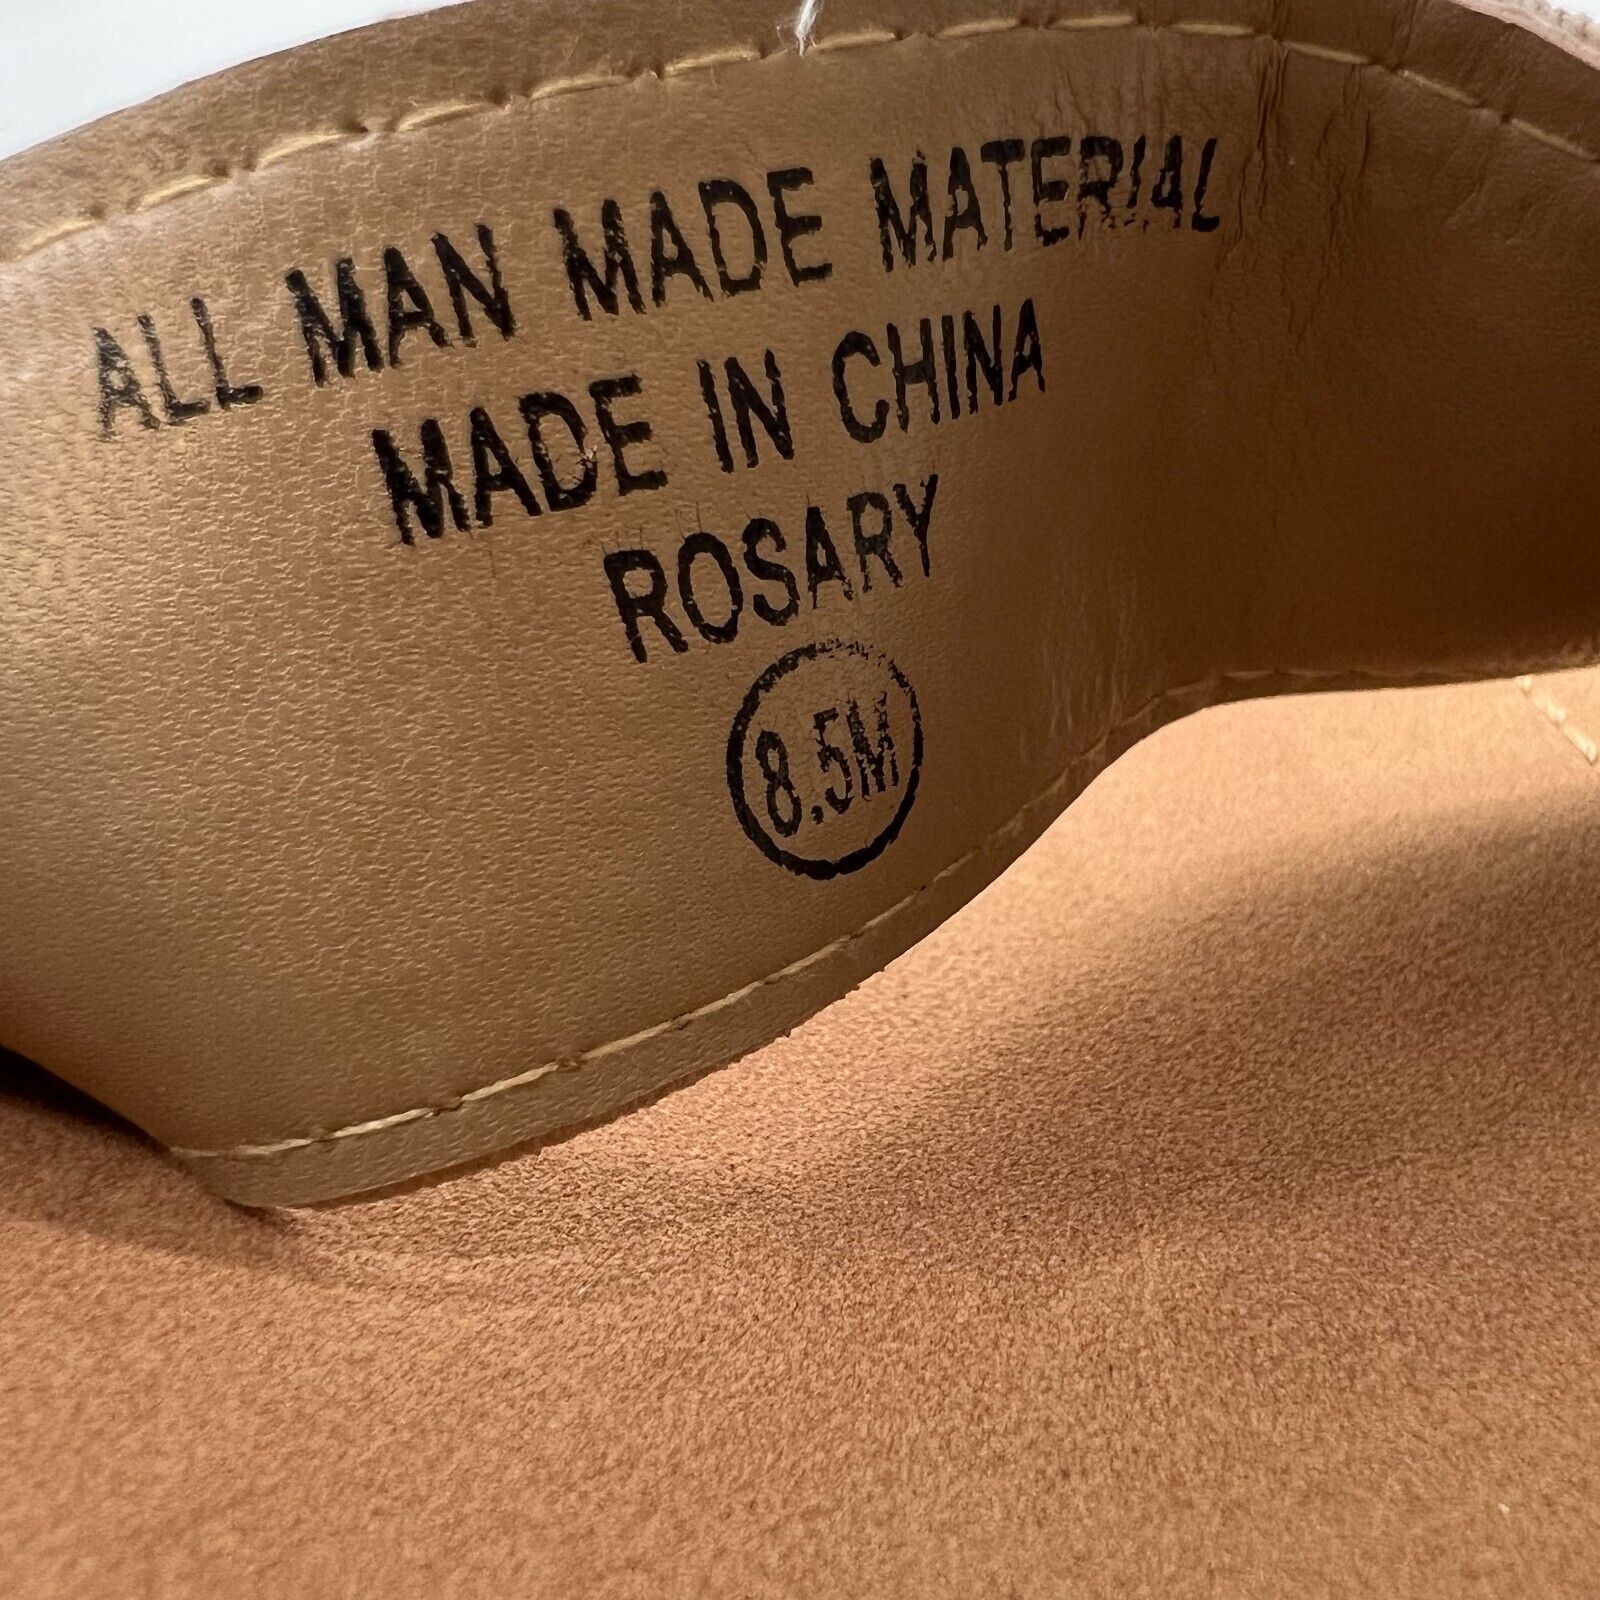 ALL MAN MADE MATERIAL
MADE IN CHINA
ROSARY
8.5M